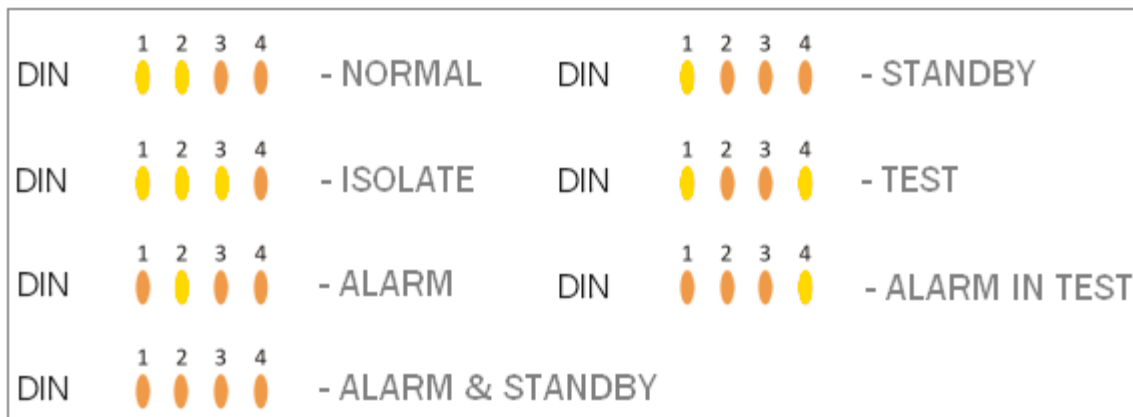 1 2 3 4 1 2 3 4
DIN - NORMAL DIN - STANDBY
1 2 3 4 1 2 3 4
DIN - ISOLATE DIN - TEST
1 2 3 4 1 2 3 4
DIN - ALARM DIN - ALARM IN TEST
1 2 3 4
DIN - ALARM & STANDBY